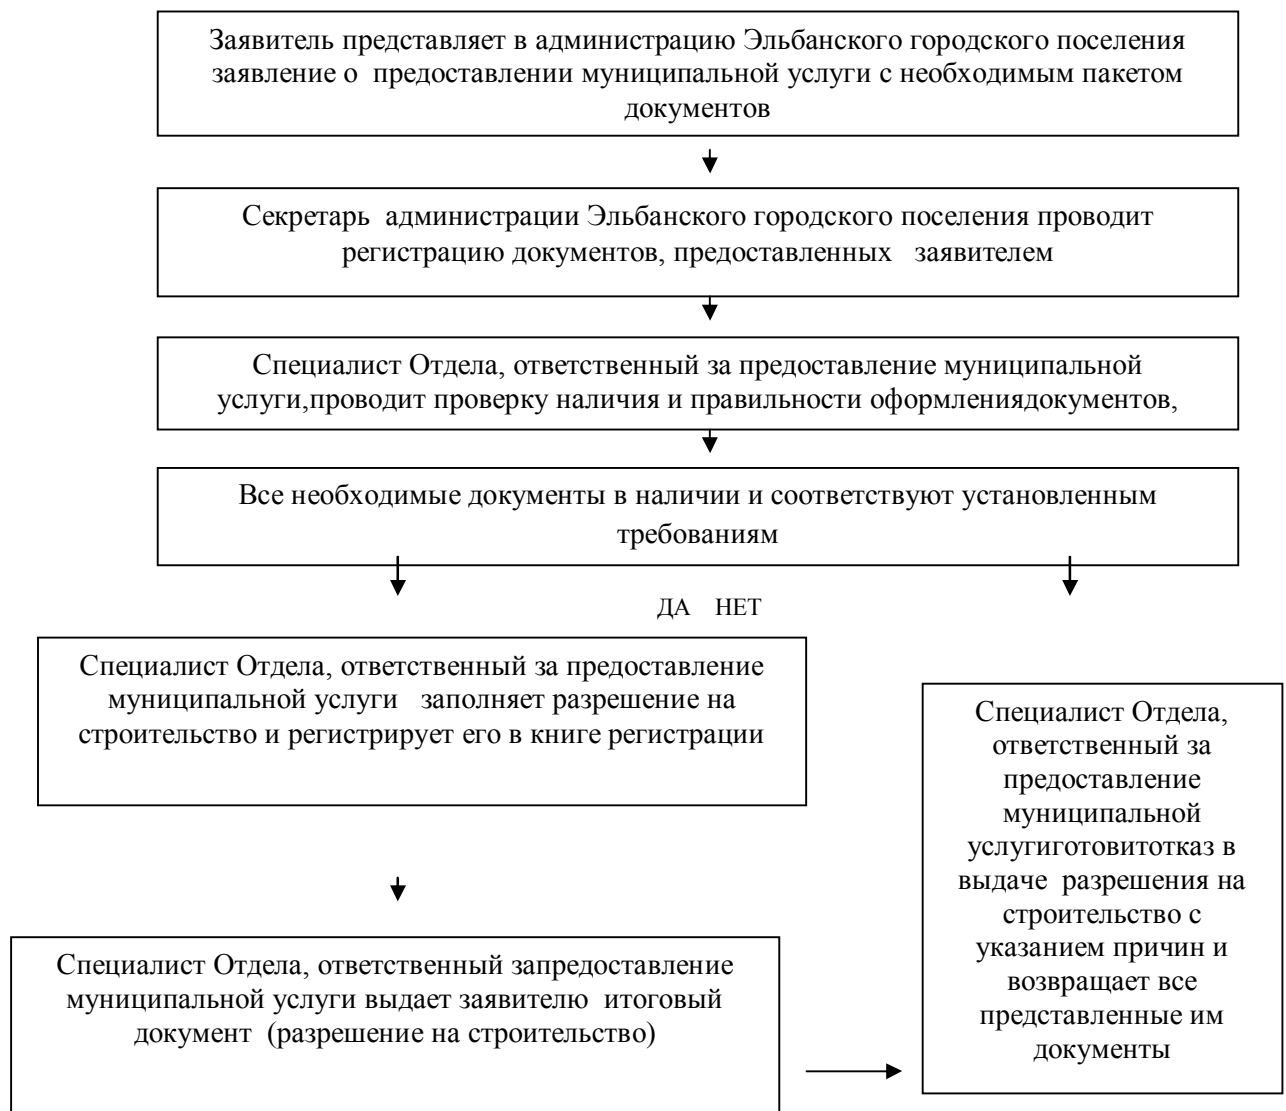 Заявитель представляет в администрацию Эльбанского городского поселения
заявление о предоставлении муниципальной услуги с необходимым пакетом
документов
Секретарь администрации Эльбанского городского поселения проводит
регистрацию документов, предоставленных заявителем
Специалист Отдела, ответственный за предоставление муниципальной
услуги,проводит проверку наличия и правильности оформлениядокументов,
Все необходимые документы в наличии и соответствуют установленным
требованиям
ДА НЕТ
Специалист Отдела, ответственный за предоставление
муниципальной услуги заполняет разрешение на
строительство и регистрирует его в книге регистрации
Специалист Отдела,
ответственный за
предоставление
муниципальной
услугиготовитотказ в
выдаче разрешения на
строительство с
указанием причин и
возвращает все
представленные им
документы
Специалист Отдела, ответственный запредоставление
муниципальной услуги выдает заявителю итоговый
документ (разрешение на строительство)